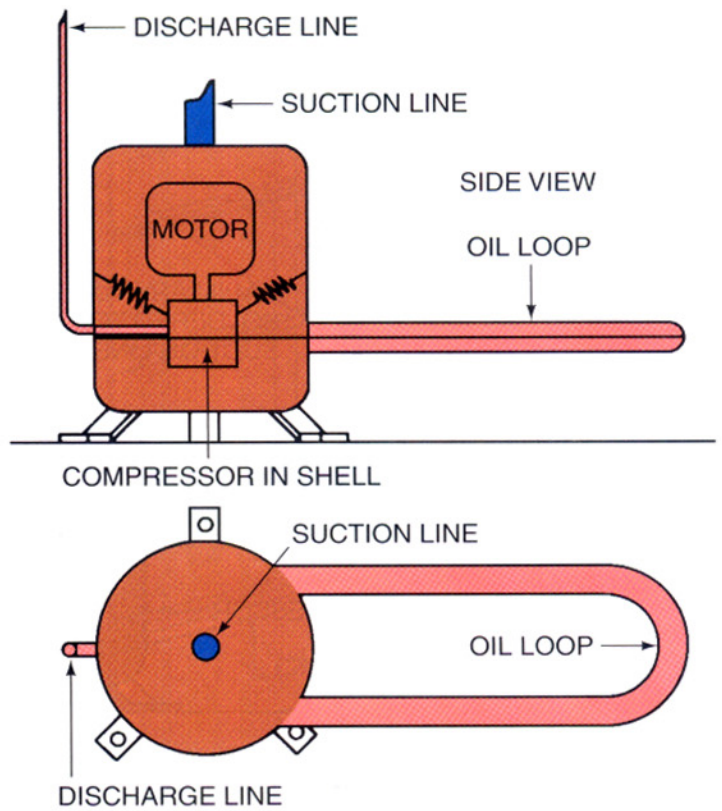 DISCHARGE LINE
SUCTION LINE
SIDE VIEW
MOTOR
OIL LOOP
COMPRESSOR IN SHELL
SUCTION LINE
OIL LOOP
DISCHARGE LINE